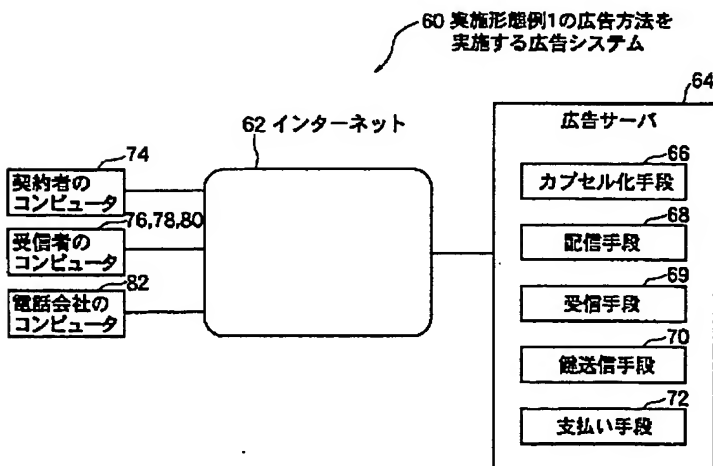 60 実施形態例1の広告方法を
実施する広告システム
62 インターネット
64
広告サーバ
66
カプセル化手段
68
配信手段
69
受信手段
70
鍵送信手段
72
支払い手段
74
契約者の
コンピュータ
76,78,80
受信者の
コンピュータ
82
電話会社の
コンピュータ